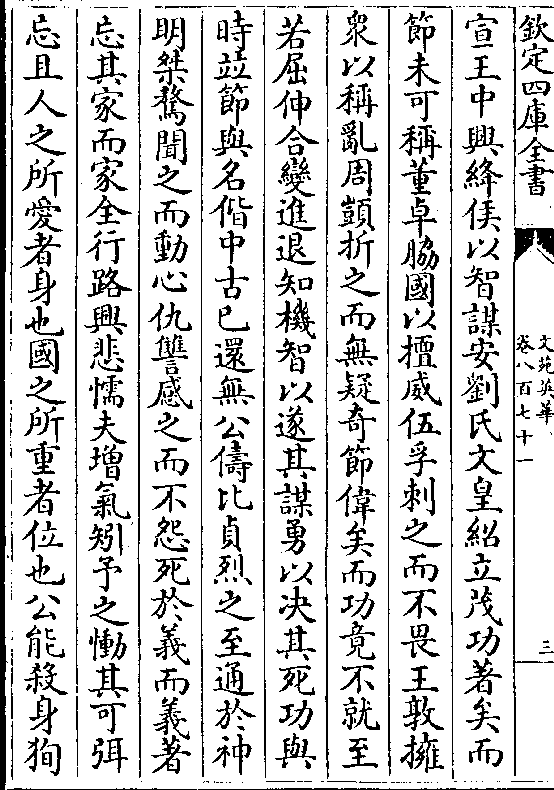 欽定四庫全書
文苑英華
卷八百七十一
三
宣王中興絳侯以智謀安劉氏文皇紹立茂功著矣而
節未可稱董卓脇國以擅威伍孚刺之而不畏王敦擁
衆以稱亂周顗折之而無疑奇節偉矣而功竟不就至
若屈伸合變進退知機智以遂其謀勇以决其死功與
時竝節與名偕中古已還無公儔比貞烈之至通於神
明桀驁聞之而動心仇讐感之而不怨死於義而義著
忘其家而家全行路興悲懦夫增氣矧予之慟其可弭
忘且人之所愛者身也國之所重者位也公能殺身狥